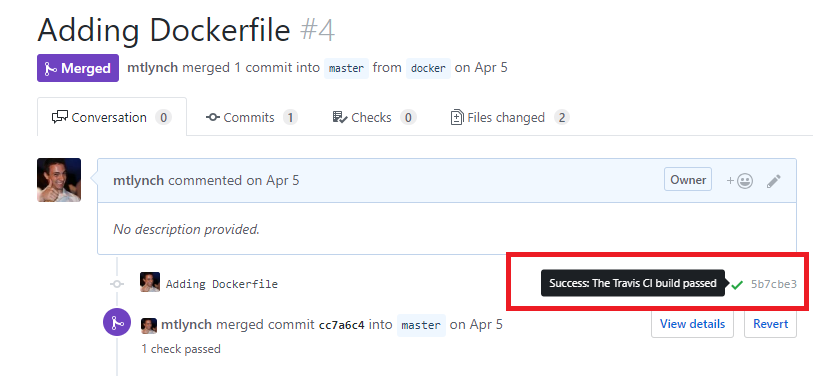 Adding Dockerfile #4
Merged mtlynch merged 1 commit into master from docker on Apr 5
Conversation 0 Commits 1 Checks 0 Files changed 2
mtlynch commented on Apr 5 Owner +
No description provided.
Adding Dockerfile Success: The Travis CI build passed 5b7cbe3
mtlynch merged commit cc7a6c4 into master on Apr 5 View details Revert
1 check passed